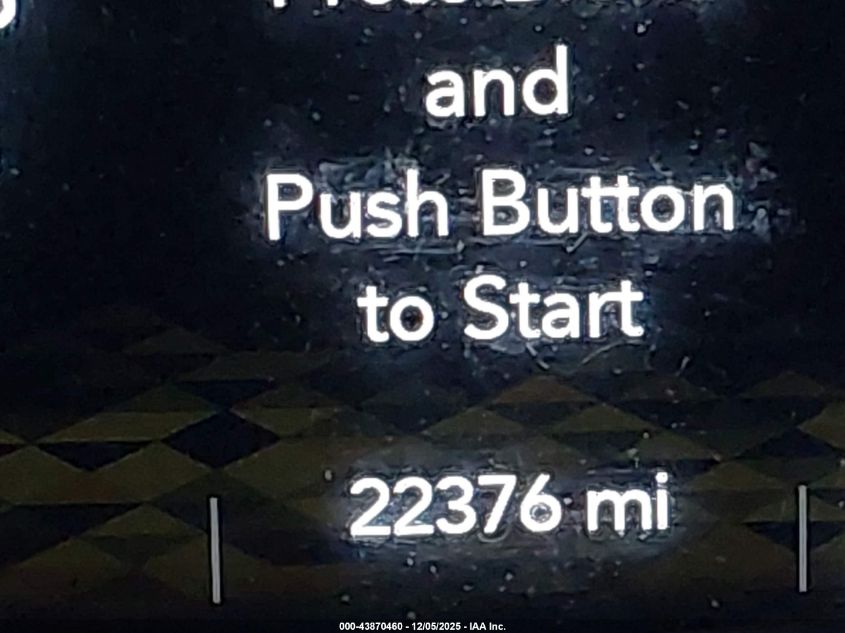 and
Push Button
to Start
22376 mi
000-43870460 - 12/05/2025 - IAA Inc.